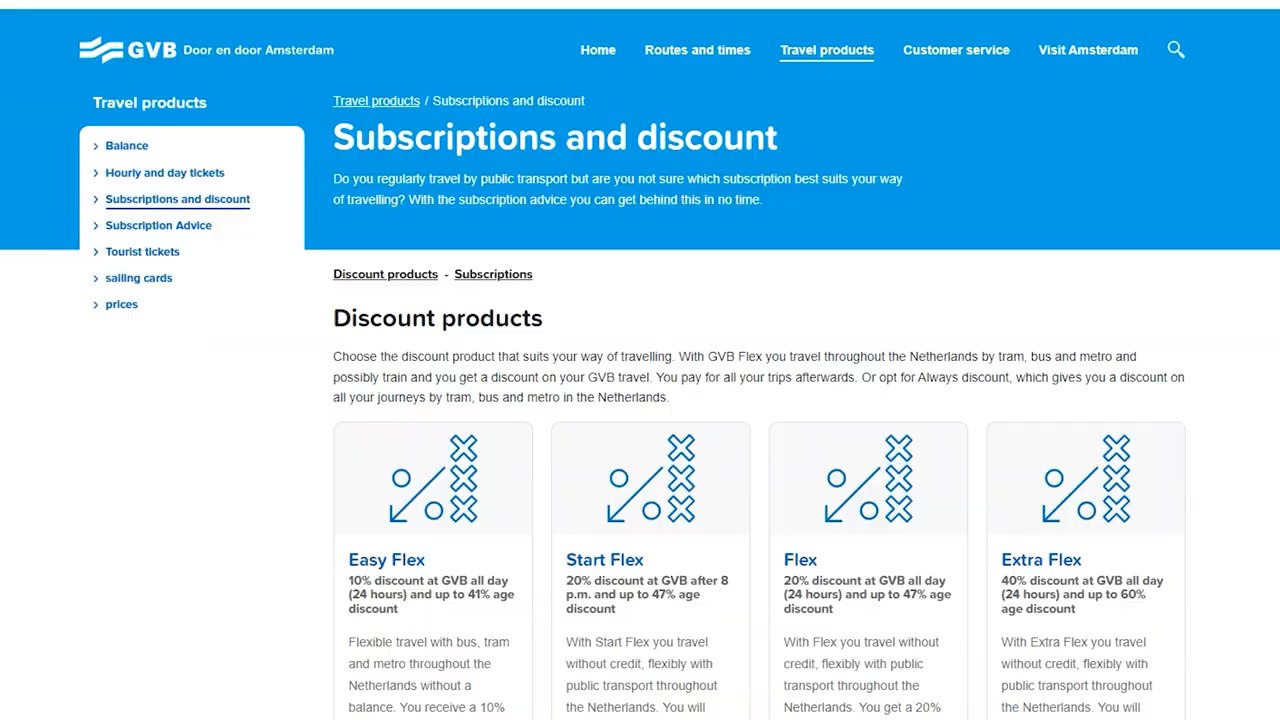 GVB Door en door Amsterdam
Home Routes and times Travel products Customer service Visit Amsterdam
Travel products
Balance
Hourly and day tickets
Subscriptions and discount
Subscription Advice
Tourist tickets
sailing cards
prices
Travel products / Subscriptions and discount
Subscriptions and discount
Do you regularly travel by public transport but are you not sure which subscription best suits your way
of travelling? With the subscription advice you can get behind this in no time.
Discount products - Subscriptions
Discount products
Choose the discount product that suits your way of travelling. With GVB Flex you travel throughout the Netherlands by tram, bus and metro and
possibly train and you get a discount on your GVB travel. You pay for all your trips afterwards. Or opt for Always discount, which gives you a discount on
all your journeys by tram, bus and metro in the Netherlands.
Easy Flex
10% discount at GVB all day
(24 hours) and up to 41% age
discount
Flexible travel with bus, tram
and metro throughout the
Netherlands without a
balance. You receive a 10%
Start Flex
20% discount at GVB after 8
p.m. and up to 47% age
discount
With Start Flex you travel
without credit, flexibly with
public transport throughout
the Netherlands. You will
Flex
20% discount at GVB all day
(24 hours) and up to 47% age
discount
With Flex you travel without
credit, flexibly with public
transport throughout the
Netherlands. You get a 20%
Extra Flex
40% discount at GVB all day
(24 hours) and up to 60%
age discount
With Extra Flex you travel
without credit, flexibly with
public transport throughout
the Netherlands. You will